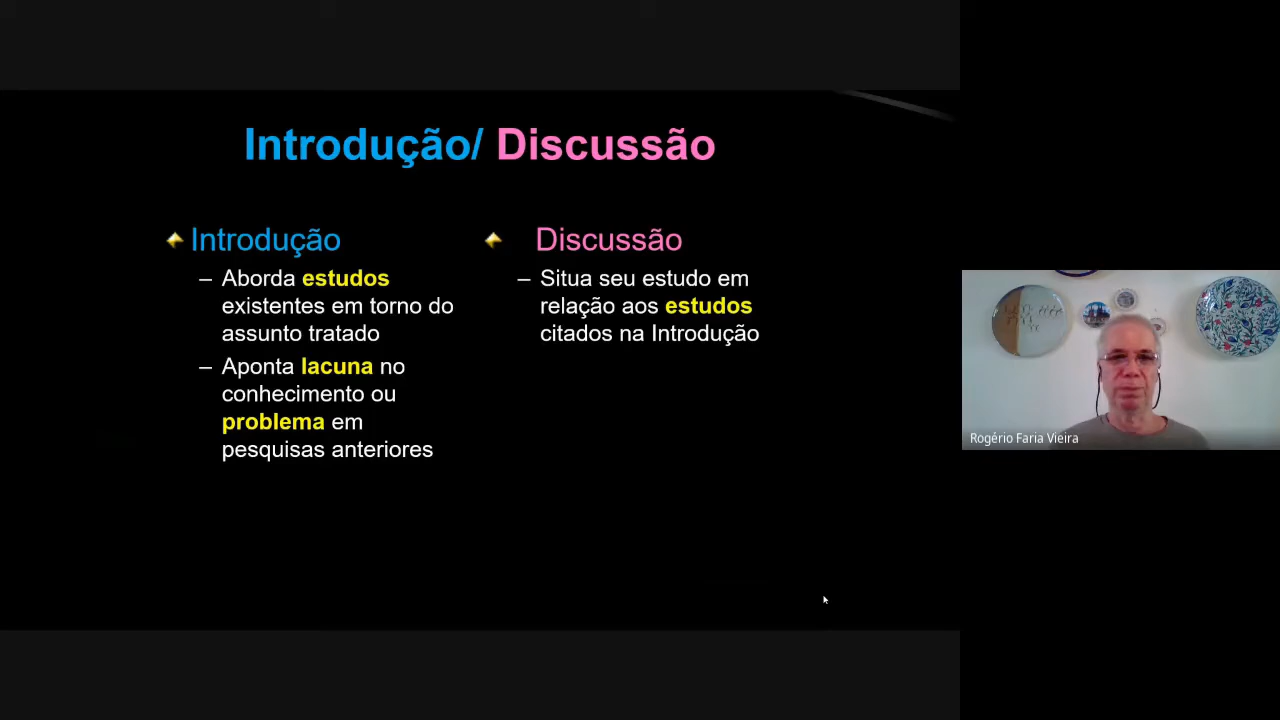 Introdução/ Discussão
Introdução
– Aborda estudos
existentes em torno do
assunto tratado
– Aponta lacuna no
conhecimento ou
problema em
pesquisas anteriores
Discussão
– Situa seu estudo em
relação aos estudos
citados na Introdução
Rogério Faria Vieira